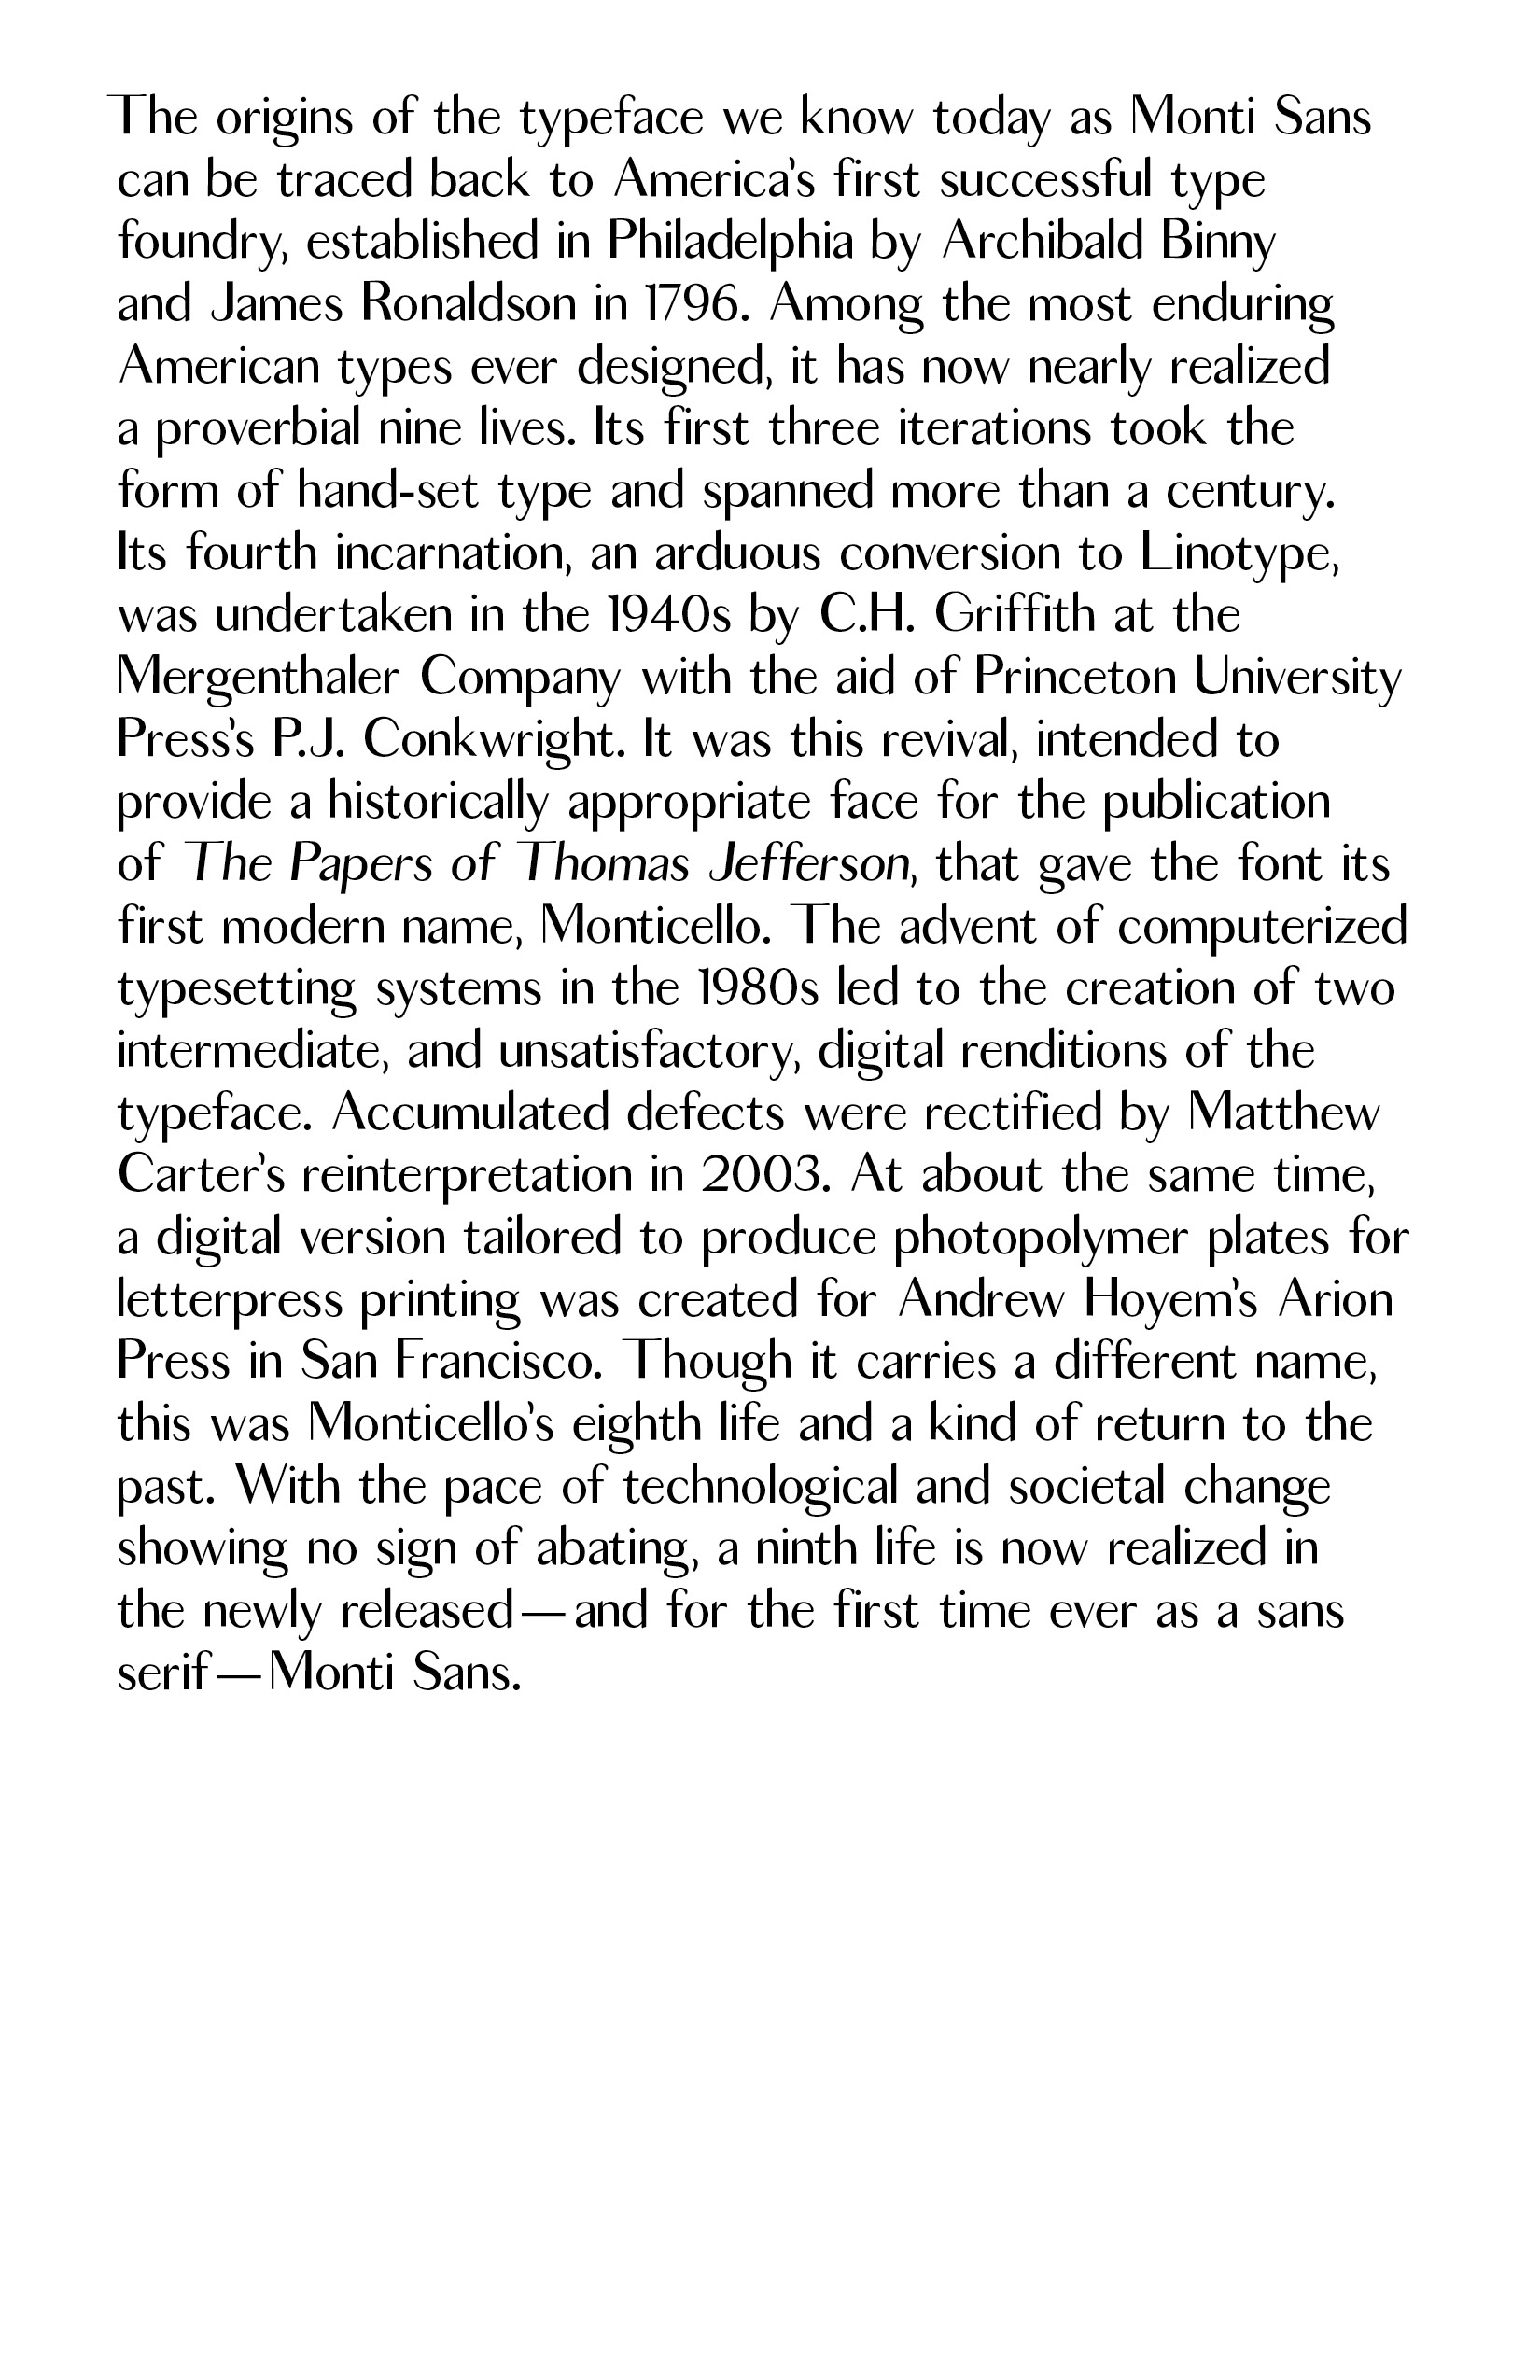 The origins of the typeface we know today as Monti Sans
can be traced back to America's first successful type
foundry, established in Philadelphia by Archibald Binny
and James Ronaldson in 1796. Among the most enduring
American types ever designed, it has now nearly realized
a proverbial nine lives. Its first three iterations took the
form of hand-set type and spanned more than a century.
Its fourth incarnation, an arduous conversion to Linotype,
was undertaken in the 1940s by C.H. Griffith at the
Mergenthaler Company with the aid of Princeton University
Press's P.J. Conkwright. It was this revival, intended to
provide a historically appropriate face for the publication
of The Papers of Thomas Jefferson, that gave the font its
first modern name, Monticello. The advent of computerized
typesetting systems in the 1980s led to the creation of two
intermediate, and unsatisfactory, digital renditions of the
typeface. Accumulated defects were rectified by Matthew
Carter's reinterpretation in 2003. At about the same time,
a digital version tailored to produce photopolymer plates for
letterpress printing was created for Andrew Hoyem's Arion
Press in San Francisco. Though it carries a different name,
this was Monticello's eighth life and a kind of return to the
past. With the pace of technological and societal change
showing no sign of abating, a ninth life is now realized in
the newly released—and for the first time ever as a sans
serif—Monti Sans.